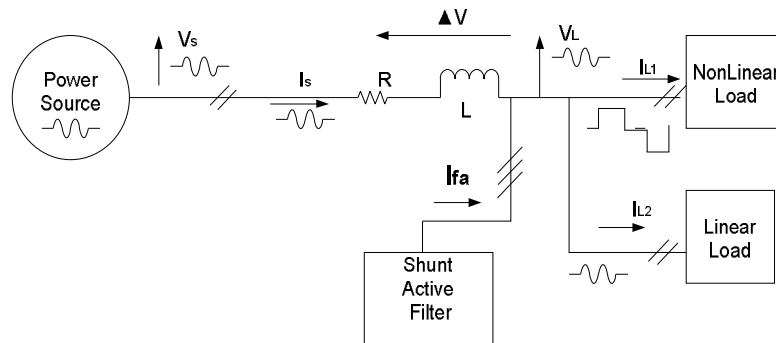 Power
Source
Vs
Is
R
L
ΔV
VL
IL1
NonLinear
Load
Ifa
Shunt
Active
Filter
IL2
Linear
Load